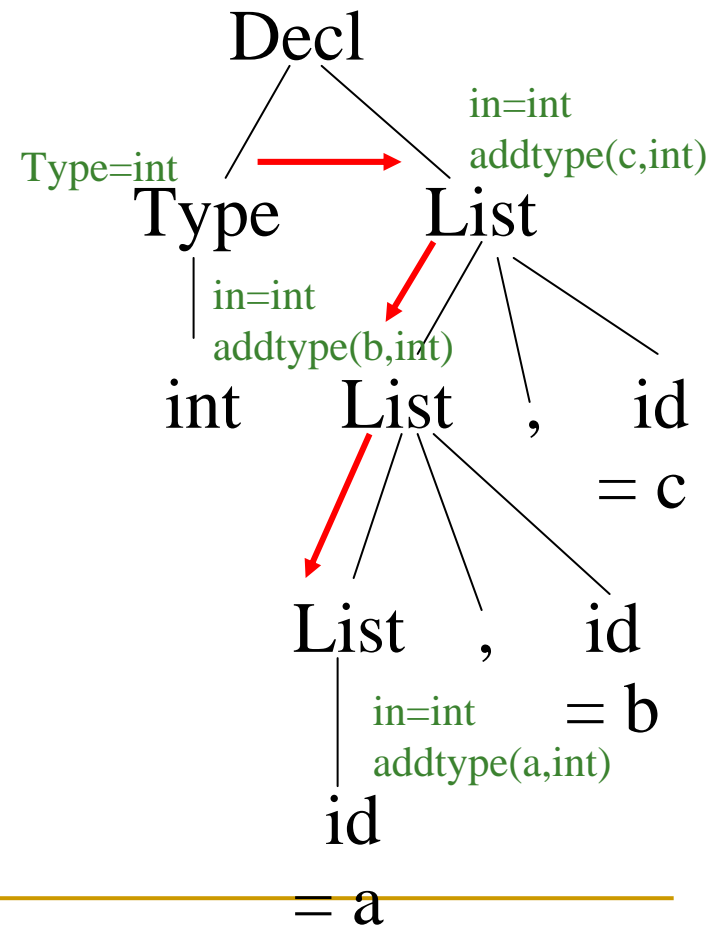 Decl
in=int
addtype(c,int)
Type=int
Type
List
in=int
addtype(b,int)
int
List
,
id
= c
List
,
id
= b
in=int
addtype(a,int)
id
= a